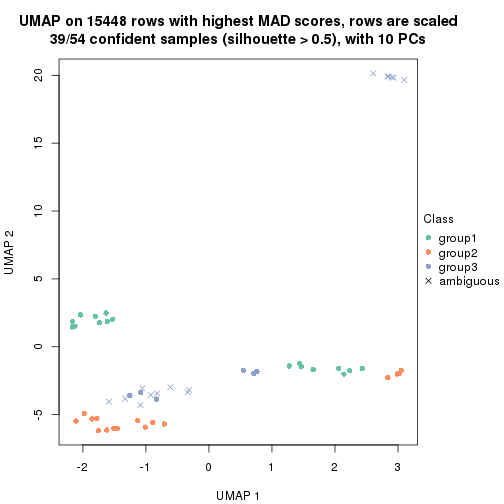 UMAP on 15448 rows with highest MAD scores, rows are scaled
39/54 confident samples (silhouette > 0.5), with 10 PCs
20
15
10
5
0
-5
UMAP 2
-2
-1
0
1
2
3
UMAP 1
Class
group1
group2
group3
ambiguous